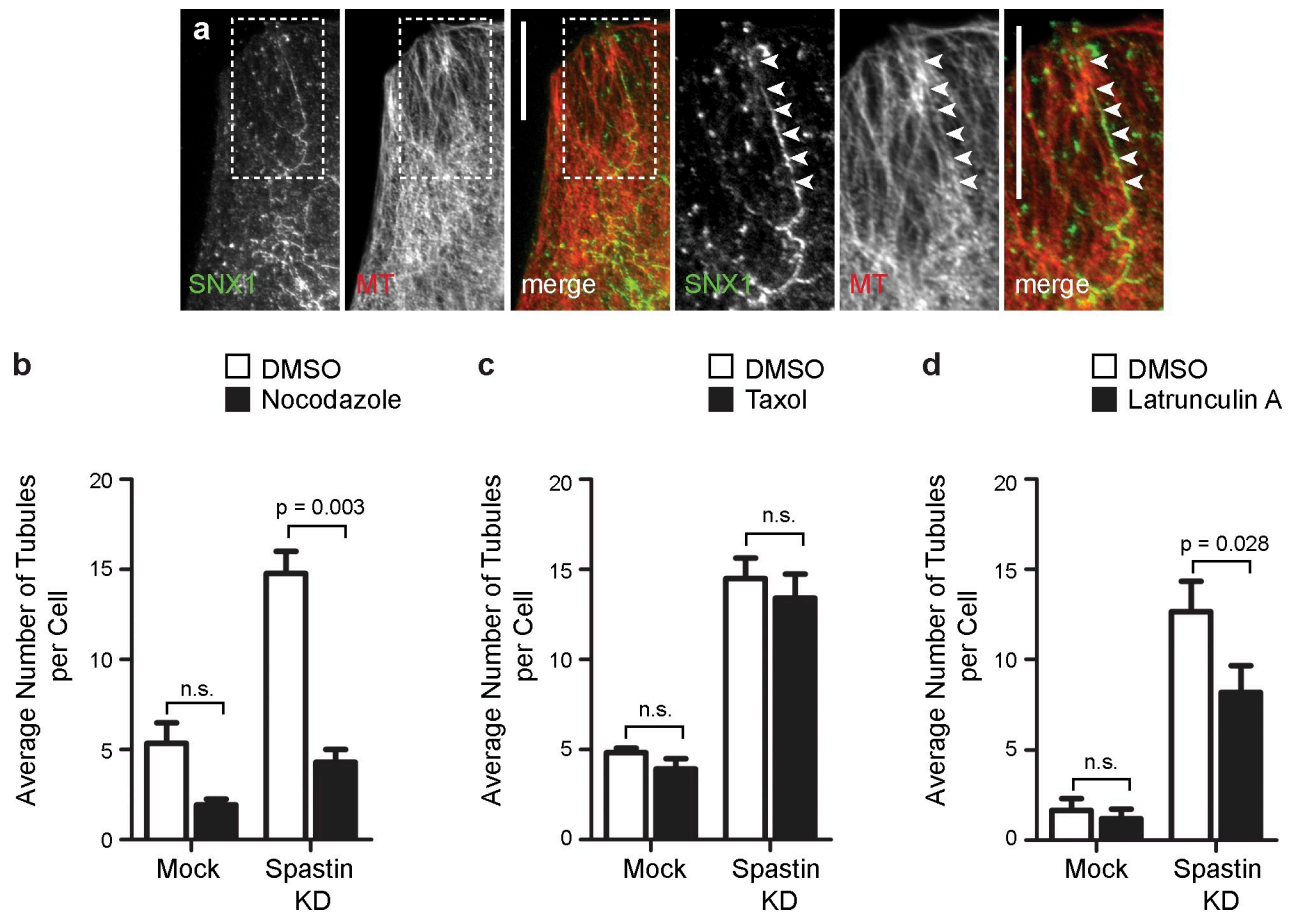 a
SNX1
MT
merge
SNX1
MT
merge
b
DMSO
Nocodazole
Average Number of Tubules
per Cell
20
15
10
5
0
n.s.
p = 0.003
Mock
Spastin
KD
c
DMSO
Taxol
Average Number of Tubules
per Cell
20
15
10
5
0
n.s.
n.s.
Mock
Spastin
KD
d
DMSO
Latrunculin A
Average Number of Tubules
per Cell
20
15
10
5
0
n.s.
p = 0.028
Mock
Spastin
KD